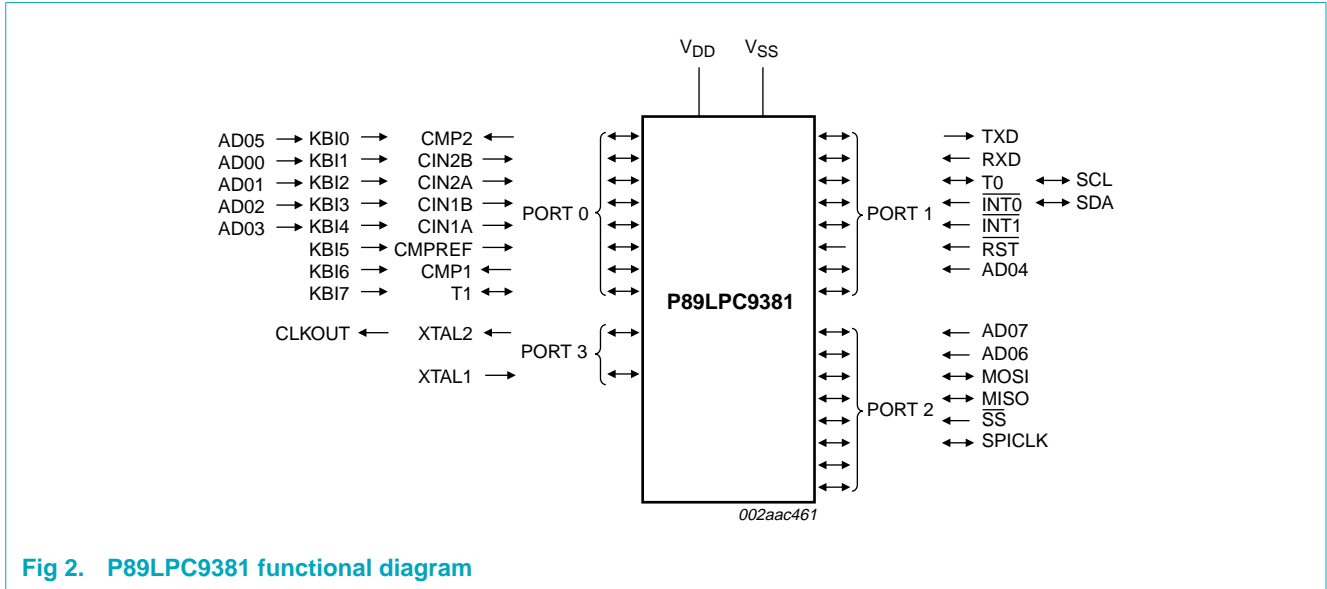 VDD VSS
AD05 KBI0 CMP2 TXD
AD00 KBI1 CIN2B RXD
AD01 KBI2 CIN2A T0 SCL
AD02 KBI3 CIN1B PORT 0 PORT 1 INT0 SDA
AD03 KBI4 CIN1A INT1
KBI5 CMPREF RST
KBI6 CMP1 AD04
KBI7 T1
P89LPC9381
CLKOUT XTAL2 AD07
PORT 3 AD06
XTAL1 MOSI
MISO
PORT 2 SS
SPICLK
002aac461
Fig 2. P89LPC9381 functional diagram